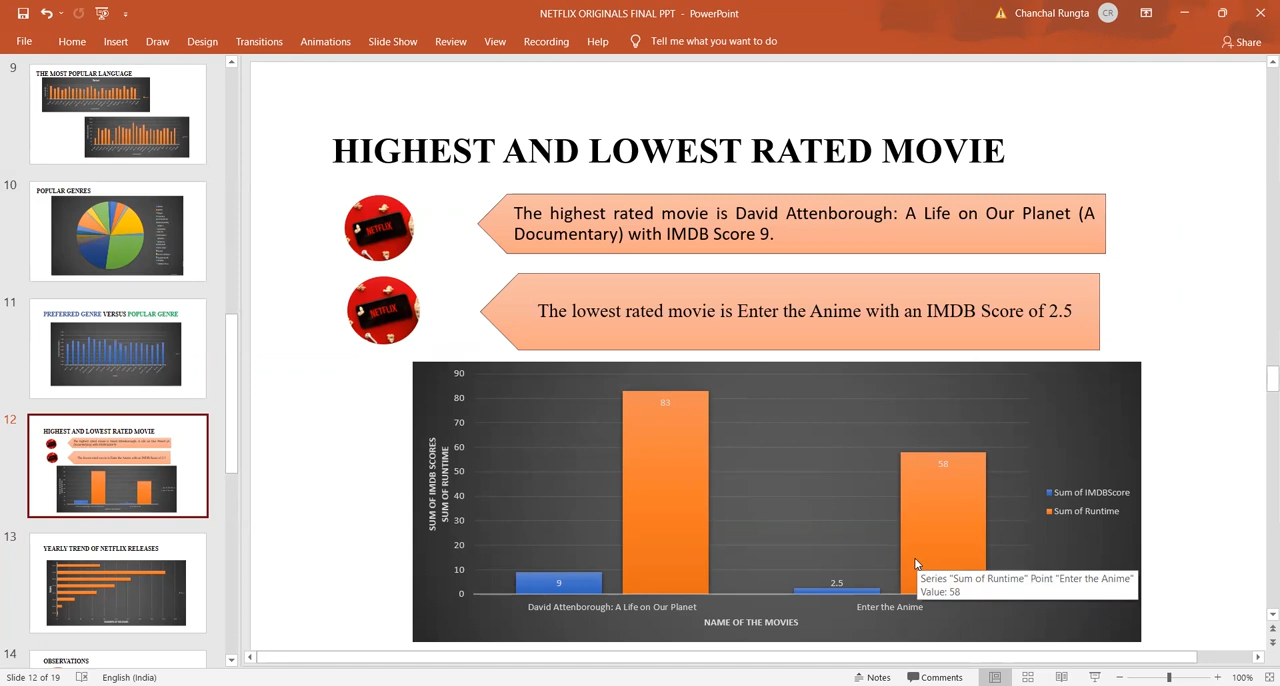 NETFLIX ORIGINALS FINAL PPT - PowerPoint
Chanchal Rungta
CR
File
Home
Insert
Draw
Design
Transitions
Animations
Slide Show
Review
View
Recording
Help
Tell me what you want to do
Share
9
THE MOST POPULAR LANGUAGE
10
POPULAR GENRES
11
PREFERRED GENRE VERSUS POPULAR GENRE
12
HIGHEST AND LOWEST RATED MOVIE
13
YEARLY TREND OF NETFLIX RELEASES
14
OBSERVATIONS
HIGHEST AND LOWEST RATED MOVIE
NETFLIX
The highest rated movie is David Attenborough: A Life on Our Planet (A
Documentary) with IMDB Score 9.
NETFLIX
The lowest rated movie is Enter the Anime with an IMDB Score of 2.5
SUM OF IMDB SCORES
SUM OF RUNTIME
90
80
70
60
50
40
30
20
10
0
9
83
2.5
58
David Attenborough: A Life on Our Planet
Enter the Anime
NAME OF THE MOVIES
Sum of IMDBScore
Sum of Runtime
Series "Sum of Runtime" Point "Enter the Anime"
Value: 58
Slide 12 of 19
English (India)
Notes
Comments
100%